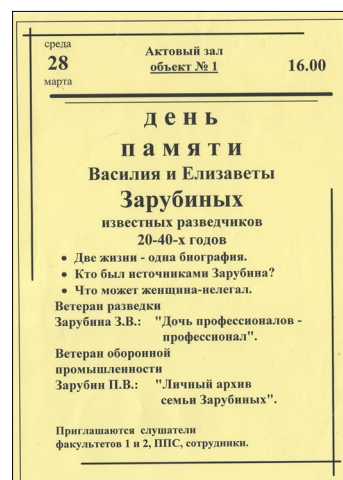 среда
28
марта
Актовый зал
объект № 1
16.00
день
памяти
Василия и Елизаветы
Зарубиных
известных разведчиков
20-40-х годов
• Две жизни - одна биография.
• Кто был источниками Зарубина?
• Что может женщина-нелегал.
Ветеран разведки
Зарубина З.В.: "Дочь профессионалов -
профессионал".
Ветеран оборонной
промышленности
Зарубин П.В.: "Личный архив
семьи Зарубиных".
Приглашаются слушатели
факультетов 1 и 2, ППС, сотрудники.